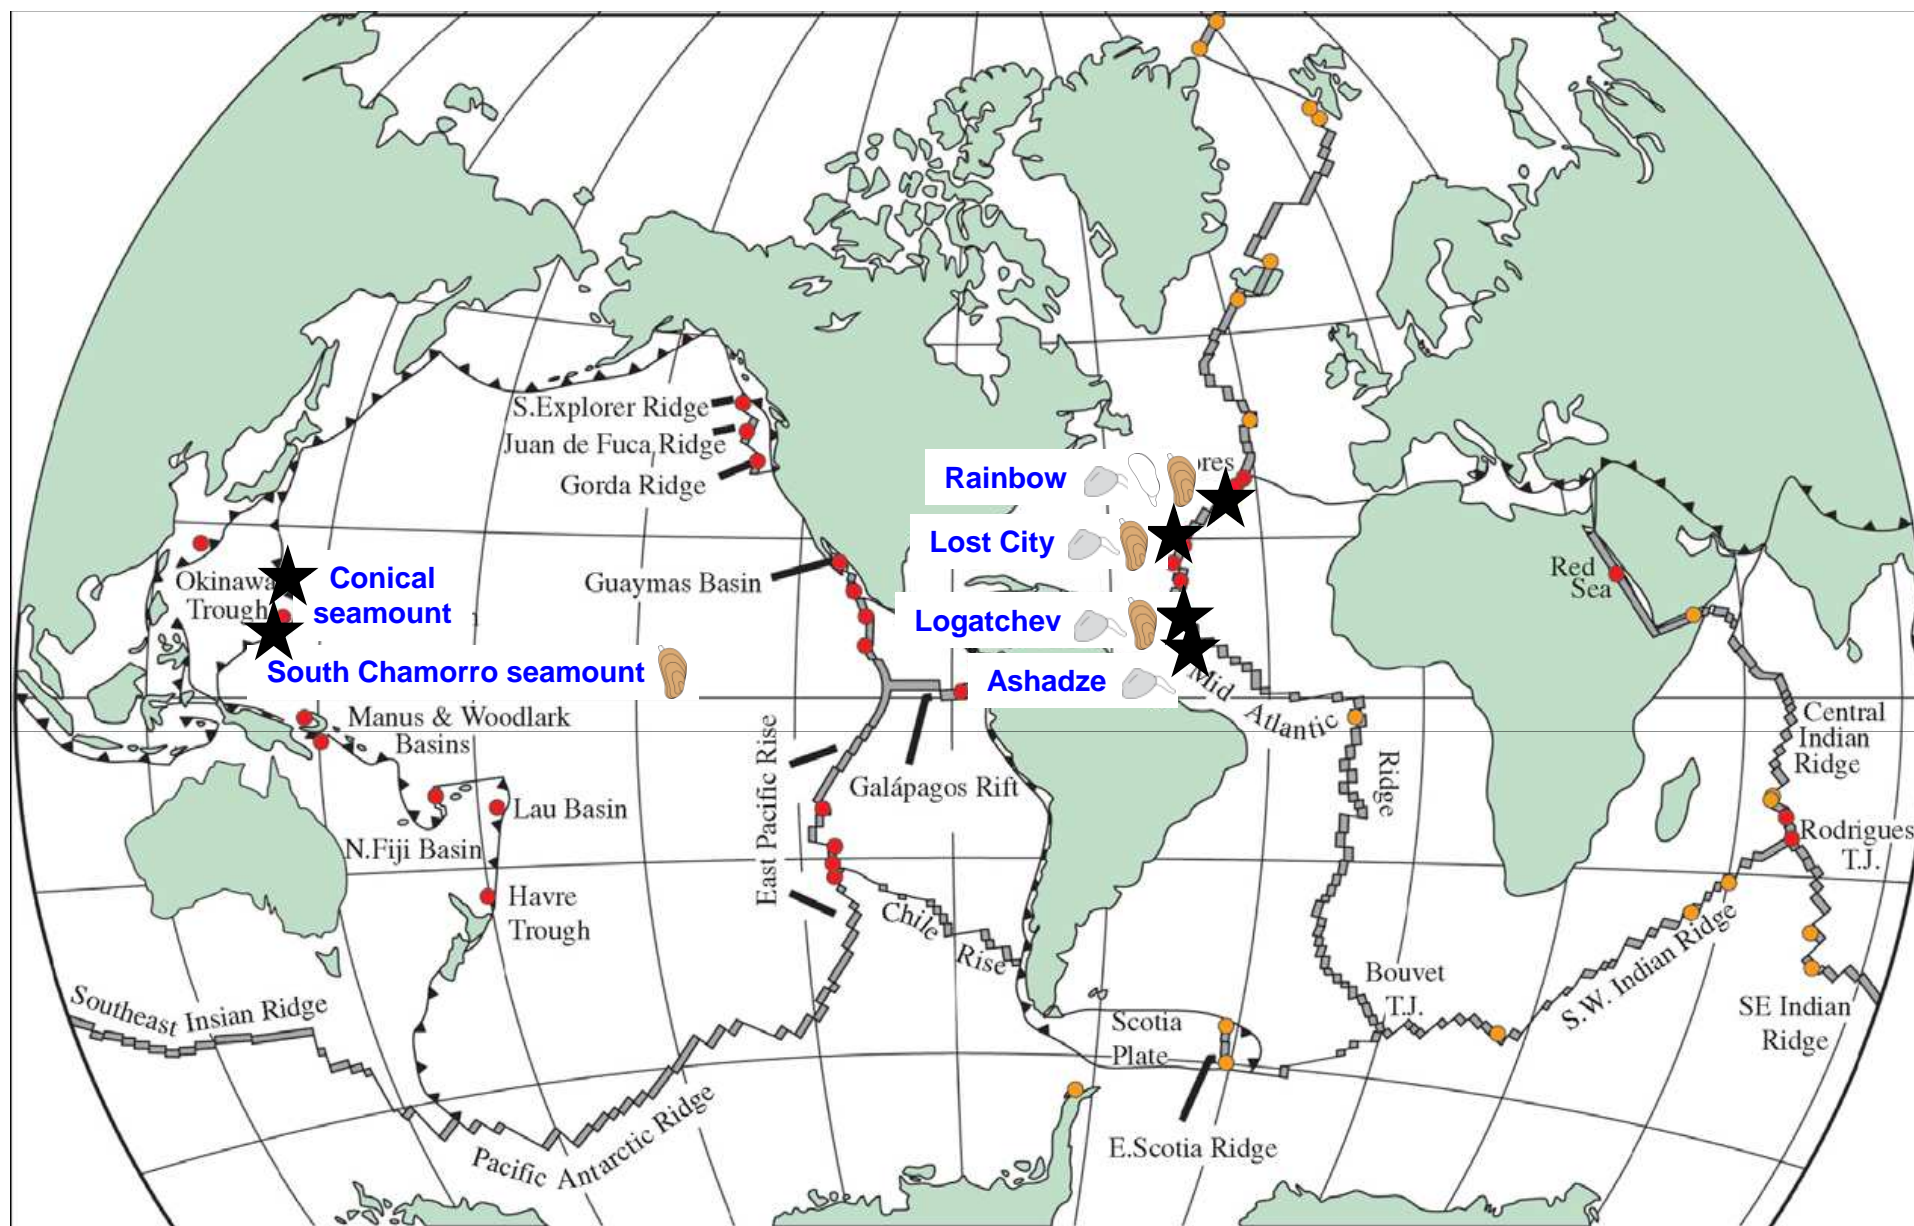 S.Explorer Ridge
Juan de Fuca Ridge
Gorda Ridge
Rainbow
Lost City
Okinawa
Trough
Conical
seamount
Guaymas Basin
Red
Sea
Logatchev
South Chamorro seamount
Ashadze
Mid Atlantic
Ridge
Manus & Woodlark
Basins
Galápagos Rift
East Pacific Rise
Lau Basin
N.Fiji Basin
Havre
Trough
Central
Indian
Ridge
Rodrigues
T.J.
Chile
Rise
Southeast Insian Ridge
Bouvet
T.J.
S.W. Indian Ridge
SE Indian
Ridge
Scotia
Plate
Pacific Antarctic Ridge
E.Scotia Ridge